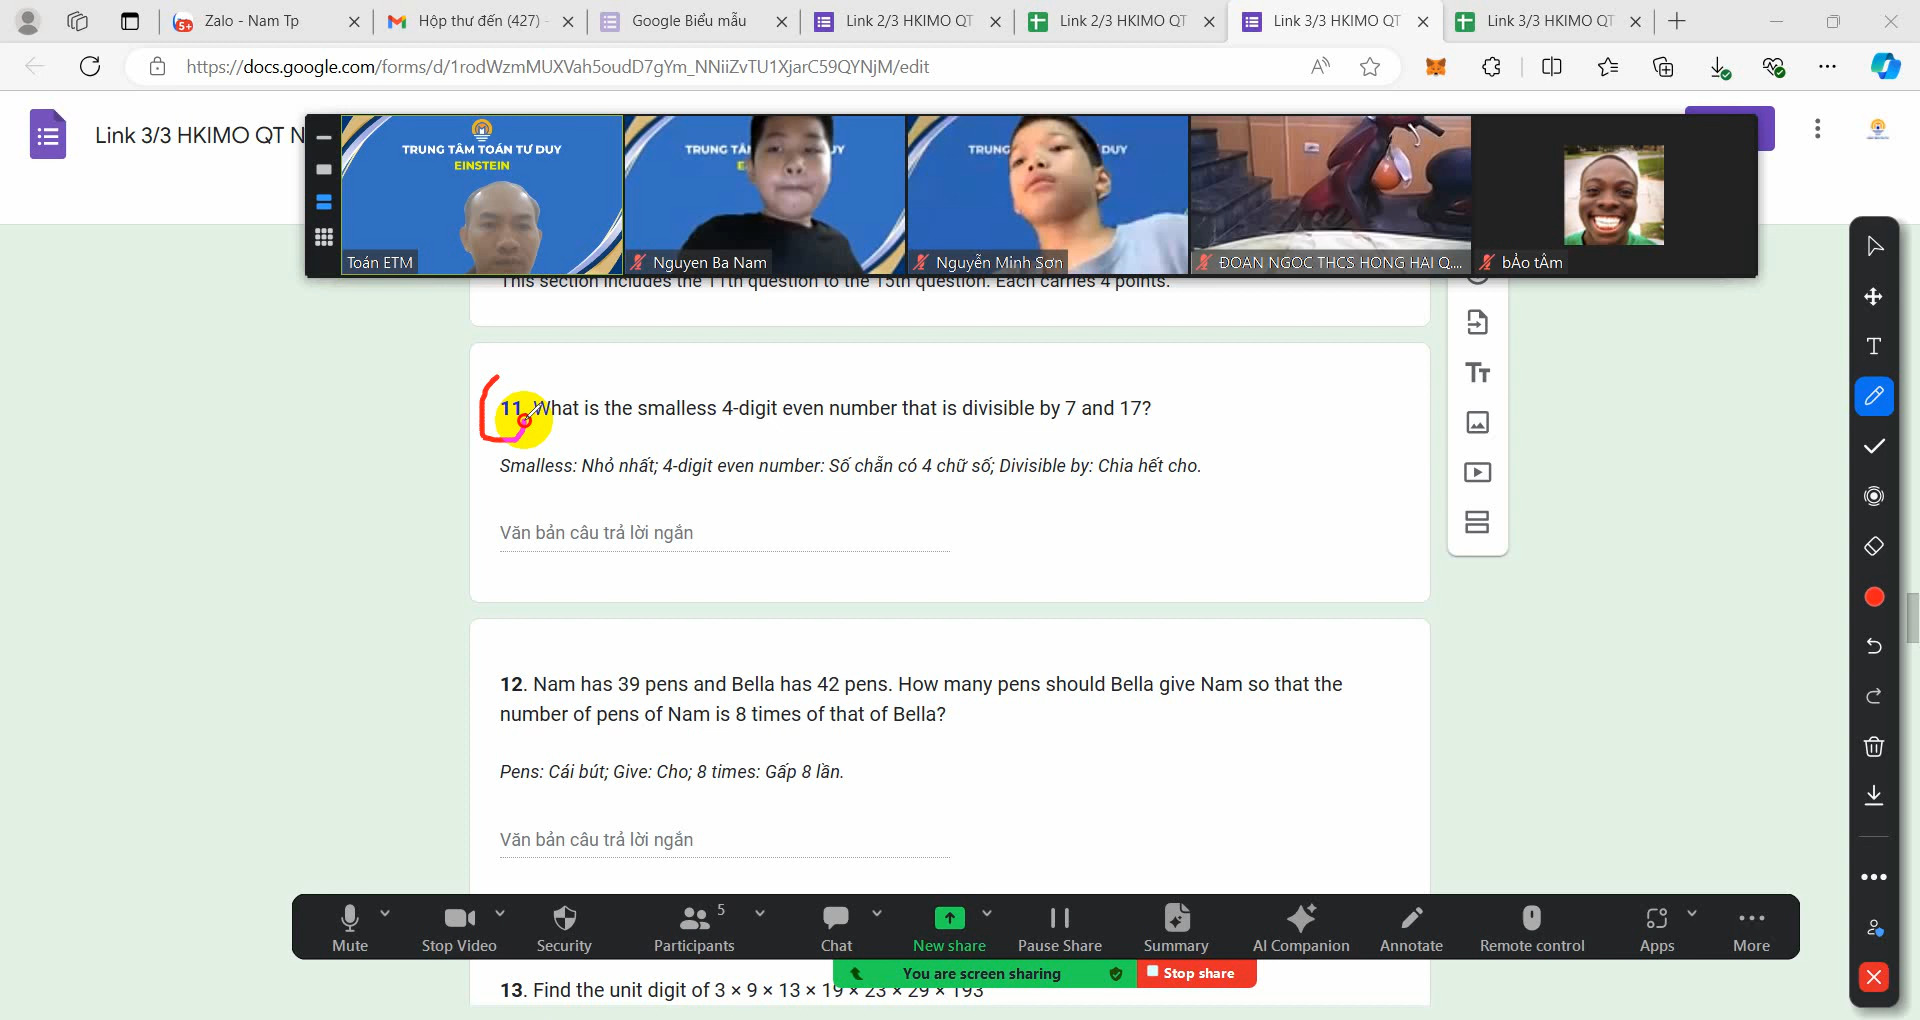 Zalo - Nam Tp
Hộp thư đến (427) -
Google Biểu mẫu
Link 2/3 HKIMO QT
Link 2/3 HKIMO QT
Link 3/3 HKIMO QT
Link 3/3 HKIMO QT
https://docs.google.com/forms/d/1rodWzmMUXVah5oudD7gYm_NNiiZvTU1XjarC59QYNjM/edit
Link 3/3 HKIMO QT N
TRUNG TÂM TOÁN TƯ DUY
EINSTEIN
Toán ETM
TRUNG TÂ
Nguyen Ba Nam
TRUNG
DUY
Nguyễn Minh Sơn
ĐOAN NGOC THCS HONG HAI Q....
bẢo tÂm
This section includes the 11th question to the 15th question. Each carries 4 points.
11. What is the smalless 4-digit even number that is divisible by 7 and 17?
Smalless: Nhỏ nhất; 4-digit even number: Số chẵn có 4 chữ số; Divisible by: Chia hết cho.
Văn bản câu trả lời ngắn
12. Nam has 39 pens and Bella has 42 pens. How many pens should Bella give Nam so that the
number of pens of Nam is 8 times of that of Bella?
Pens: Cái bút; Give: Cho; 8 times: Gấp 8 lần.
Văn bản câu trả lời ngắn
Mute
Stop Video
Security
5
Participants
Chat
New share
Pause Share
Summary
AI Companion
Annotate
Remote control
Apps
More
You are screen sharing
Stop share
13. Find the unit digit of 3 × 9 × 13 × 19 × 23 × 29 × 193